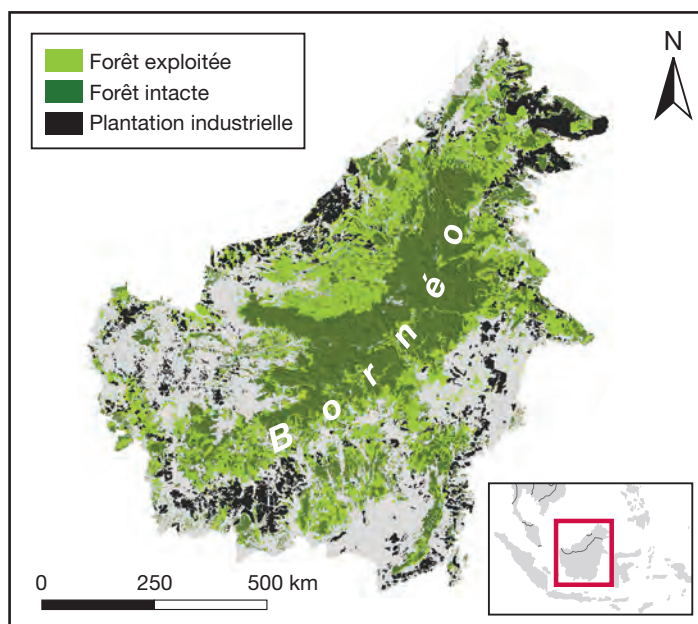 Forêt exploitée
Forêt intacte
Plantation industrielle
N
Bornéo
0 250 500 km